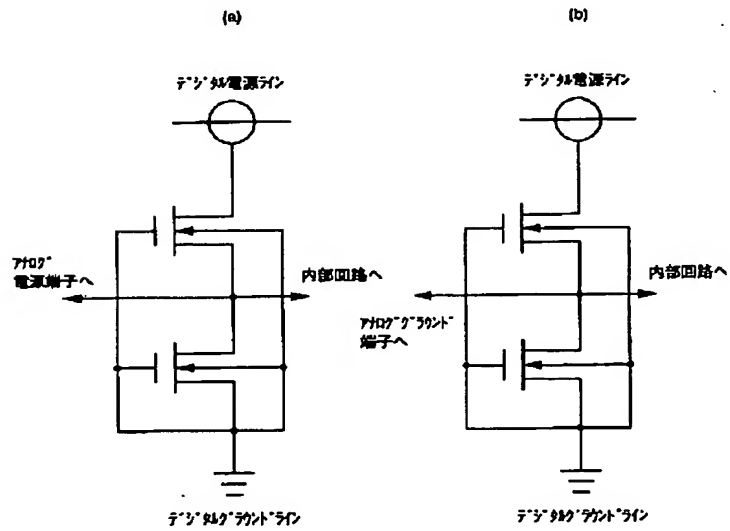 (a)
デジタル電源ライン
アナログ
電源端子へ
内部回路へ
デジタルグラウンドライン
(b)
デジタル電源ライン
内部回路へ
アナロググラウンド
端子へ
デジタルグラウンドライン